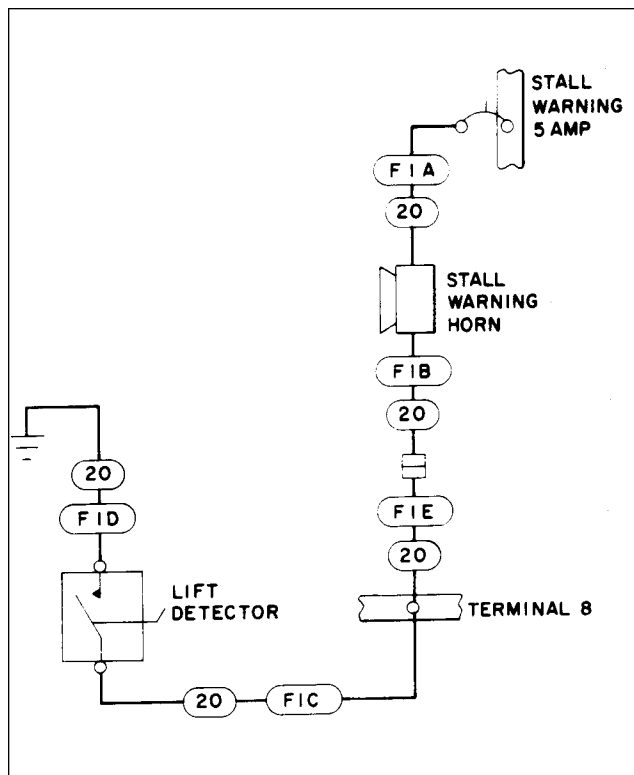 STALL
WARNING
5 AMP
F1A
20
STALL
WARNING
HORN
F1B
20
20
F1D
F1E
20
LIFT
DETECTOR
TERMINAL 8
20
F1C